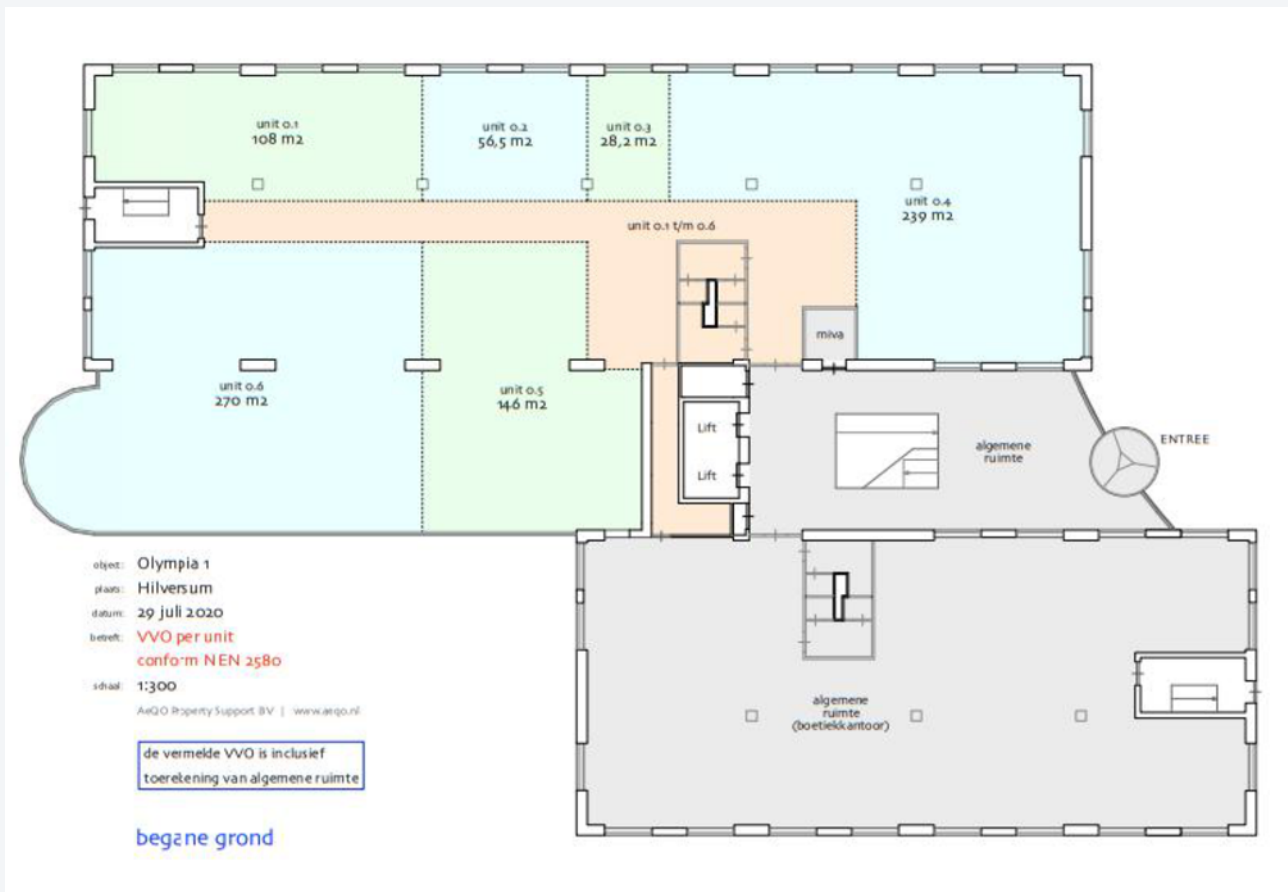 unit 0.1
108 m2
unit 0.2
56,5 m2
unit 0.3
28,2 m2
unit 0.4
239 m2
unit 0.1 t/m 0.6
miva
unit 0.6
270 m2
unit 0.5
146 m2
Lift
Lift
algemene
ruimte
ENTREE
algemene
ruimte
(boetiekkantoor)
object: Olympia 1
plaats: Hilversum
datum: 29 juli 2020
betreft: VVO per unit
conform NEN 2580
schaal: 1:300
AeQO Property Support BV | www.aeqo.nl
de vermelde VVO is inclusief
toerekening van algemene ruimte
begane grond